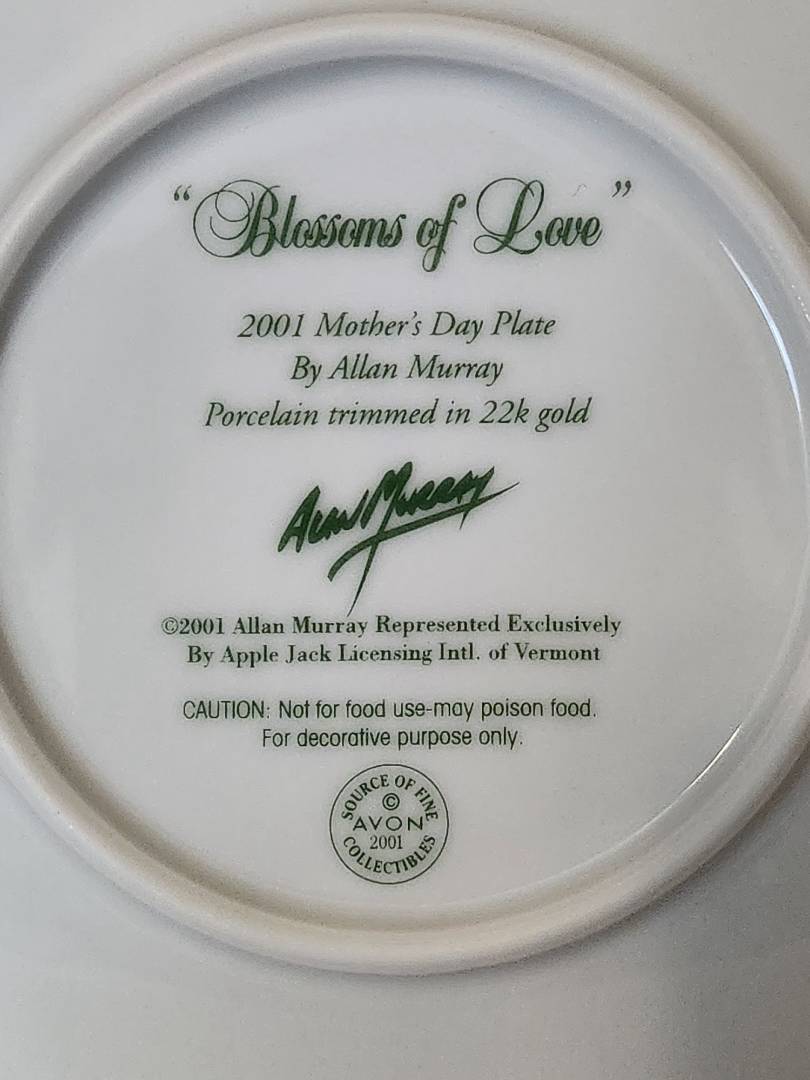 “Blossoms of Love”
2001 Mother's Day Plate
By Allan Murray
Porcelain trimmed in 22k gold
Alan Murray
©2001 Allan Murray Represented Exclusively
By Apple Jack Licensing Intl. of Vermont
CAUTION: Not for food use-may poison food.
For decorative purpose only.
SOURCE OF FINE
©
AVON
2001
COLLECTIBLES